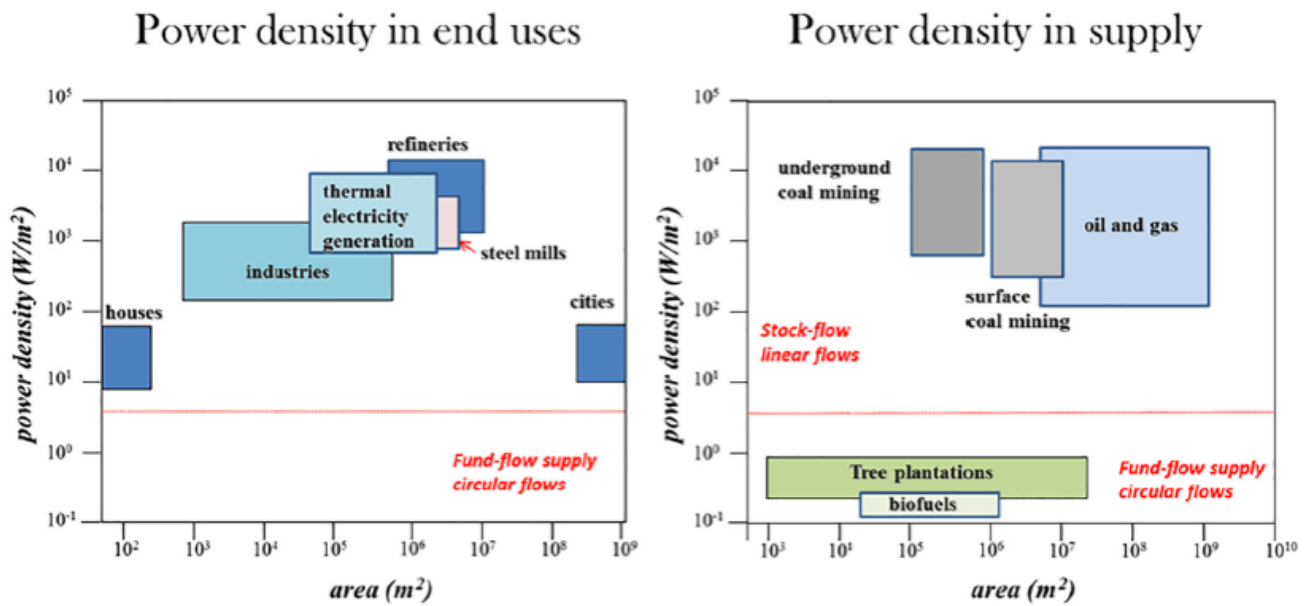 Power density in end uses
power density (W/m²)
10⁵
10⁴
10³
10²
10¹
10⁰
10⁻¹
refineries
thermal
electricity
generation
steel mills
industries
houses
cities
Fund-flow supply
circular flows
10²
10³
10⁴
10⁵
10⁶
10⁷
10⁸
10⁹
area (m²)
Power density in supply
power density (W/m²)
10⁵
10⁴
10³
10²
10¹
10⁰
10⁻¹
underground
coal mining
oil and gas
surface
coal mining
Stock-flow
linear flows
Tree plantations
biofuels
Fund-flow supply
circular flows
10³
10⁴
10⁵
10⁶
10⁷
10⁸
10⁹
10¹⁰
area (m²)